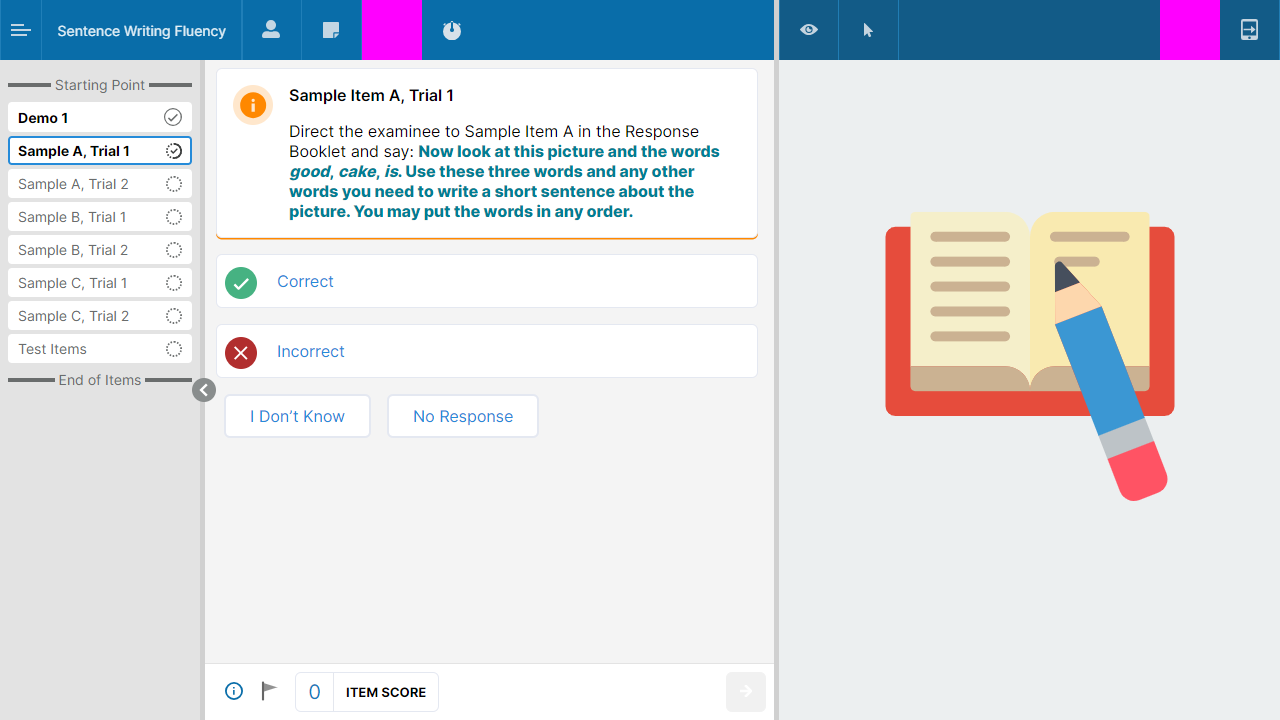 Sentence Writing Fluency
Starting Point
Demo 1
Sample A, Trial 1
Sample A, Trial 2
Sample B, Trial 1
Sample B, Trial 2
Sample C, Trial 1
Sample C, Trial 2
Test Items
End of Items
Sample Item A, Trial 1
Direct the examinee to Sample Item A in the Response
Booklet and say: Now look at this picture and the words
good, cake, is. Use these three words and any other
words you need to write a short sentence about the
picture. You may put the words in any order.
Correct
Incorrect
I Don’t Know
No Response
0
ITEM SCORE